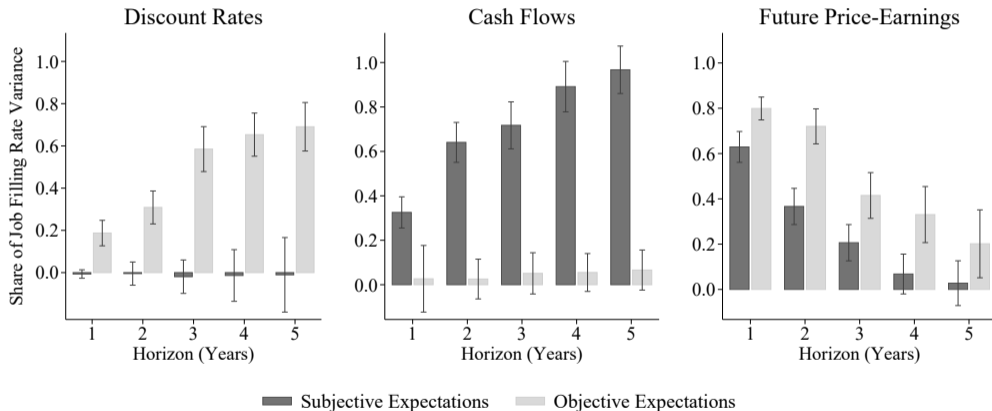 Discount Rates
Cash Flows
Future Price-Earnings
Share of Job Filling Rate Variance
1.0
0.8
0.6
0.4
0.2
0.0
1 2 3 4 5
Horizon (Years)
1.0
0.8
0.6
0.4
0.2
0.0
1 2 3 4 5
Horizon (Years)
1.0
0.8
0.6
0.4
0.2
0.0
1 2 3 4 5
Horizon (Years)
Subjective Expectations
Objective Expectations